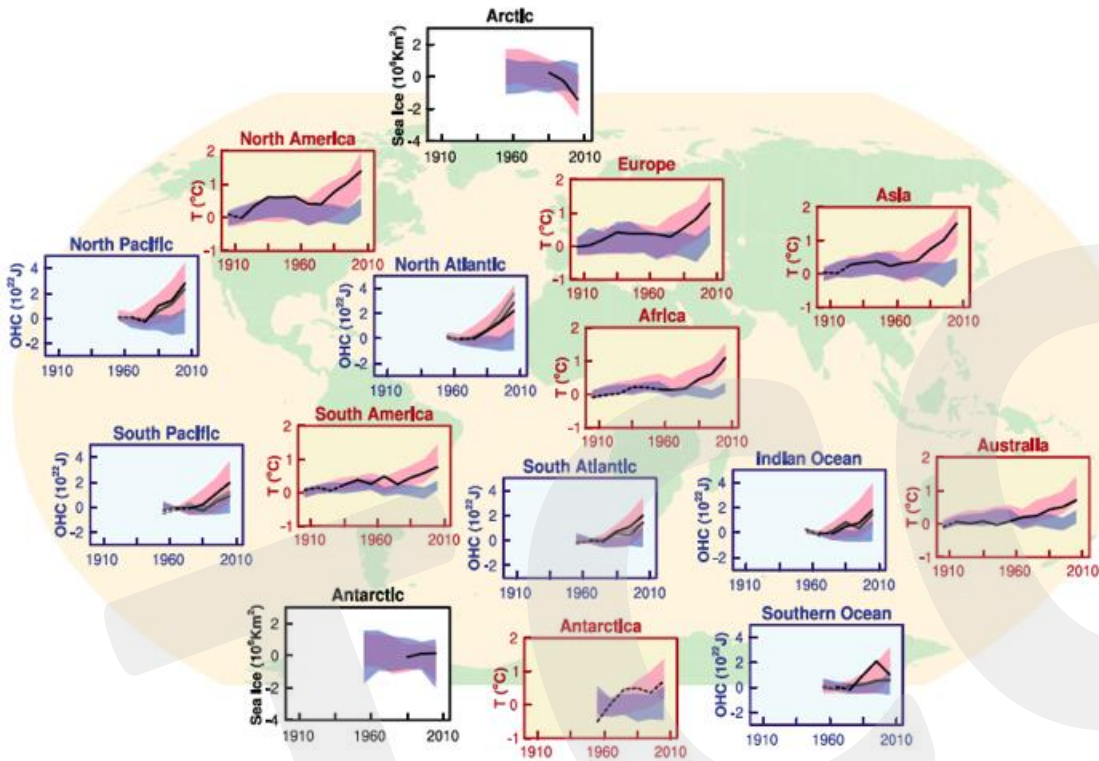 Arctic
Sea Ice (10⁶Km²)
2
0
-2
-4
1910 1960 2010
North America
T (°C)
2
1
0
-1
1910 1960 2010
Europe
T (°C)
2
1
0
-1
1910 1960 2010
Asia
T (°C)
2
1
0
-1
1910 1960 2010
North Pacific
OHC (10²²J)
4
2
0
-2
1910 1960 2010
North Atlantic
OHC (10²²J)
4
2
0
-2
1910 1960 2010
Africa
T (°C)
2
1
0
-1
1910 1960 2010
South Pacific
OHC (10²²J)
4
2
0
-2
1910 1960 2010
South America
T (°C)
2
1
0
-1
1910 1960 2010
South Atlantic
OHC (10²²J)
4
2
0
-2
1910 1960 2010
Indian Ocean
OHC (10²²J)
4
2
0
-2
1910 1960 2010
Australia
T (°C)
2
1
0
-1
1910 1960 2010
Antarctic
Sea Ice (10⁶Km²)
2
0
-2
-4
1910 1960 2010
Antarctica
T (°C)
2
1
0
-1
1910 1960 2010
Southern Ocean
OHC (10²²J)
4
2
0
-2
1910 1960 2010